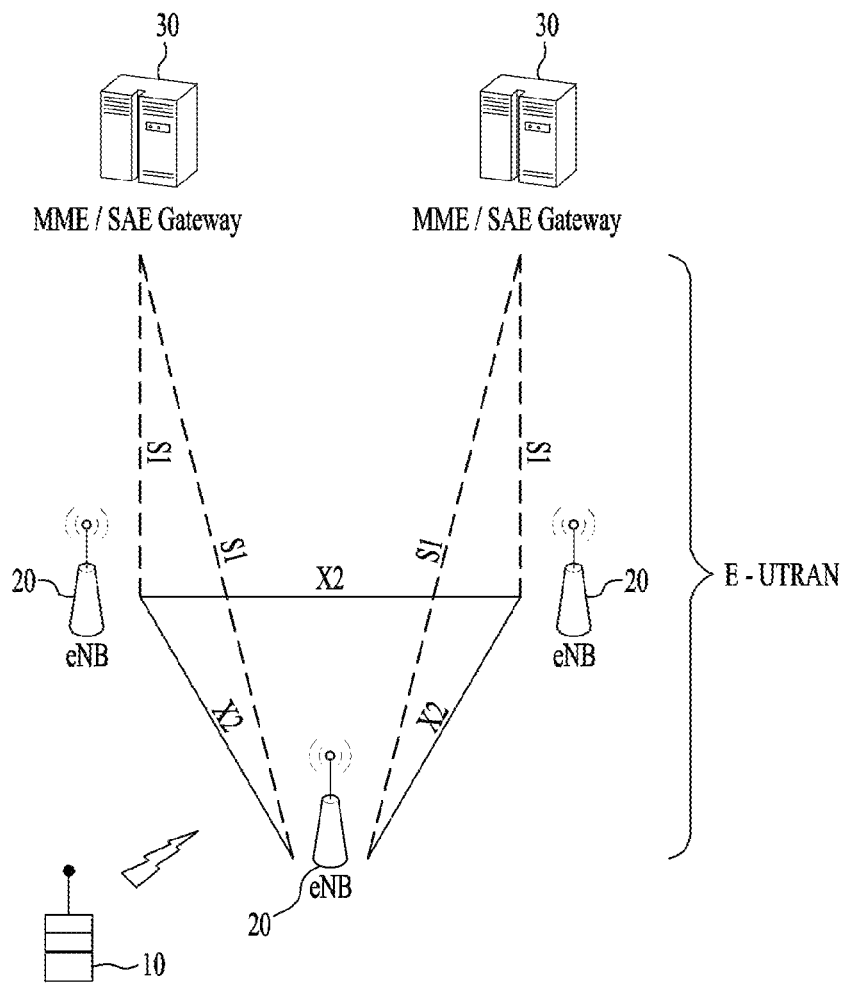 30
30
MME / SAE Gateway
MME / SAE Gateway
S1
S1
S1
S1
20
X2
20
E - UTRAN
eNB
eNB
X2
X2
20
eNB
10